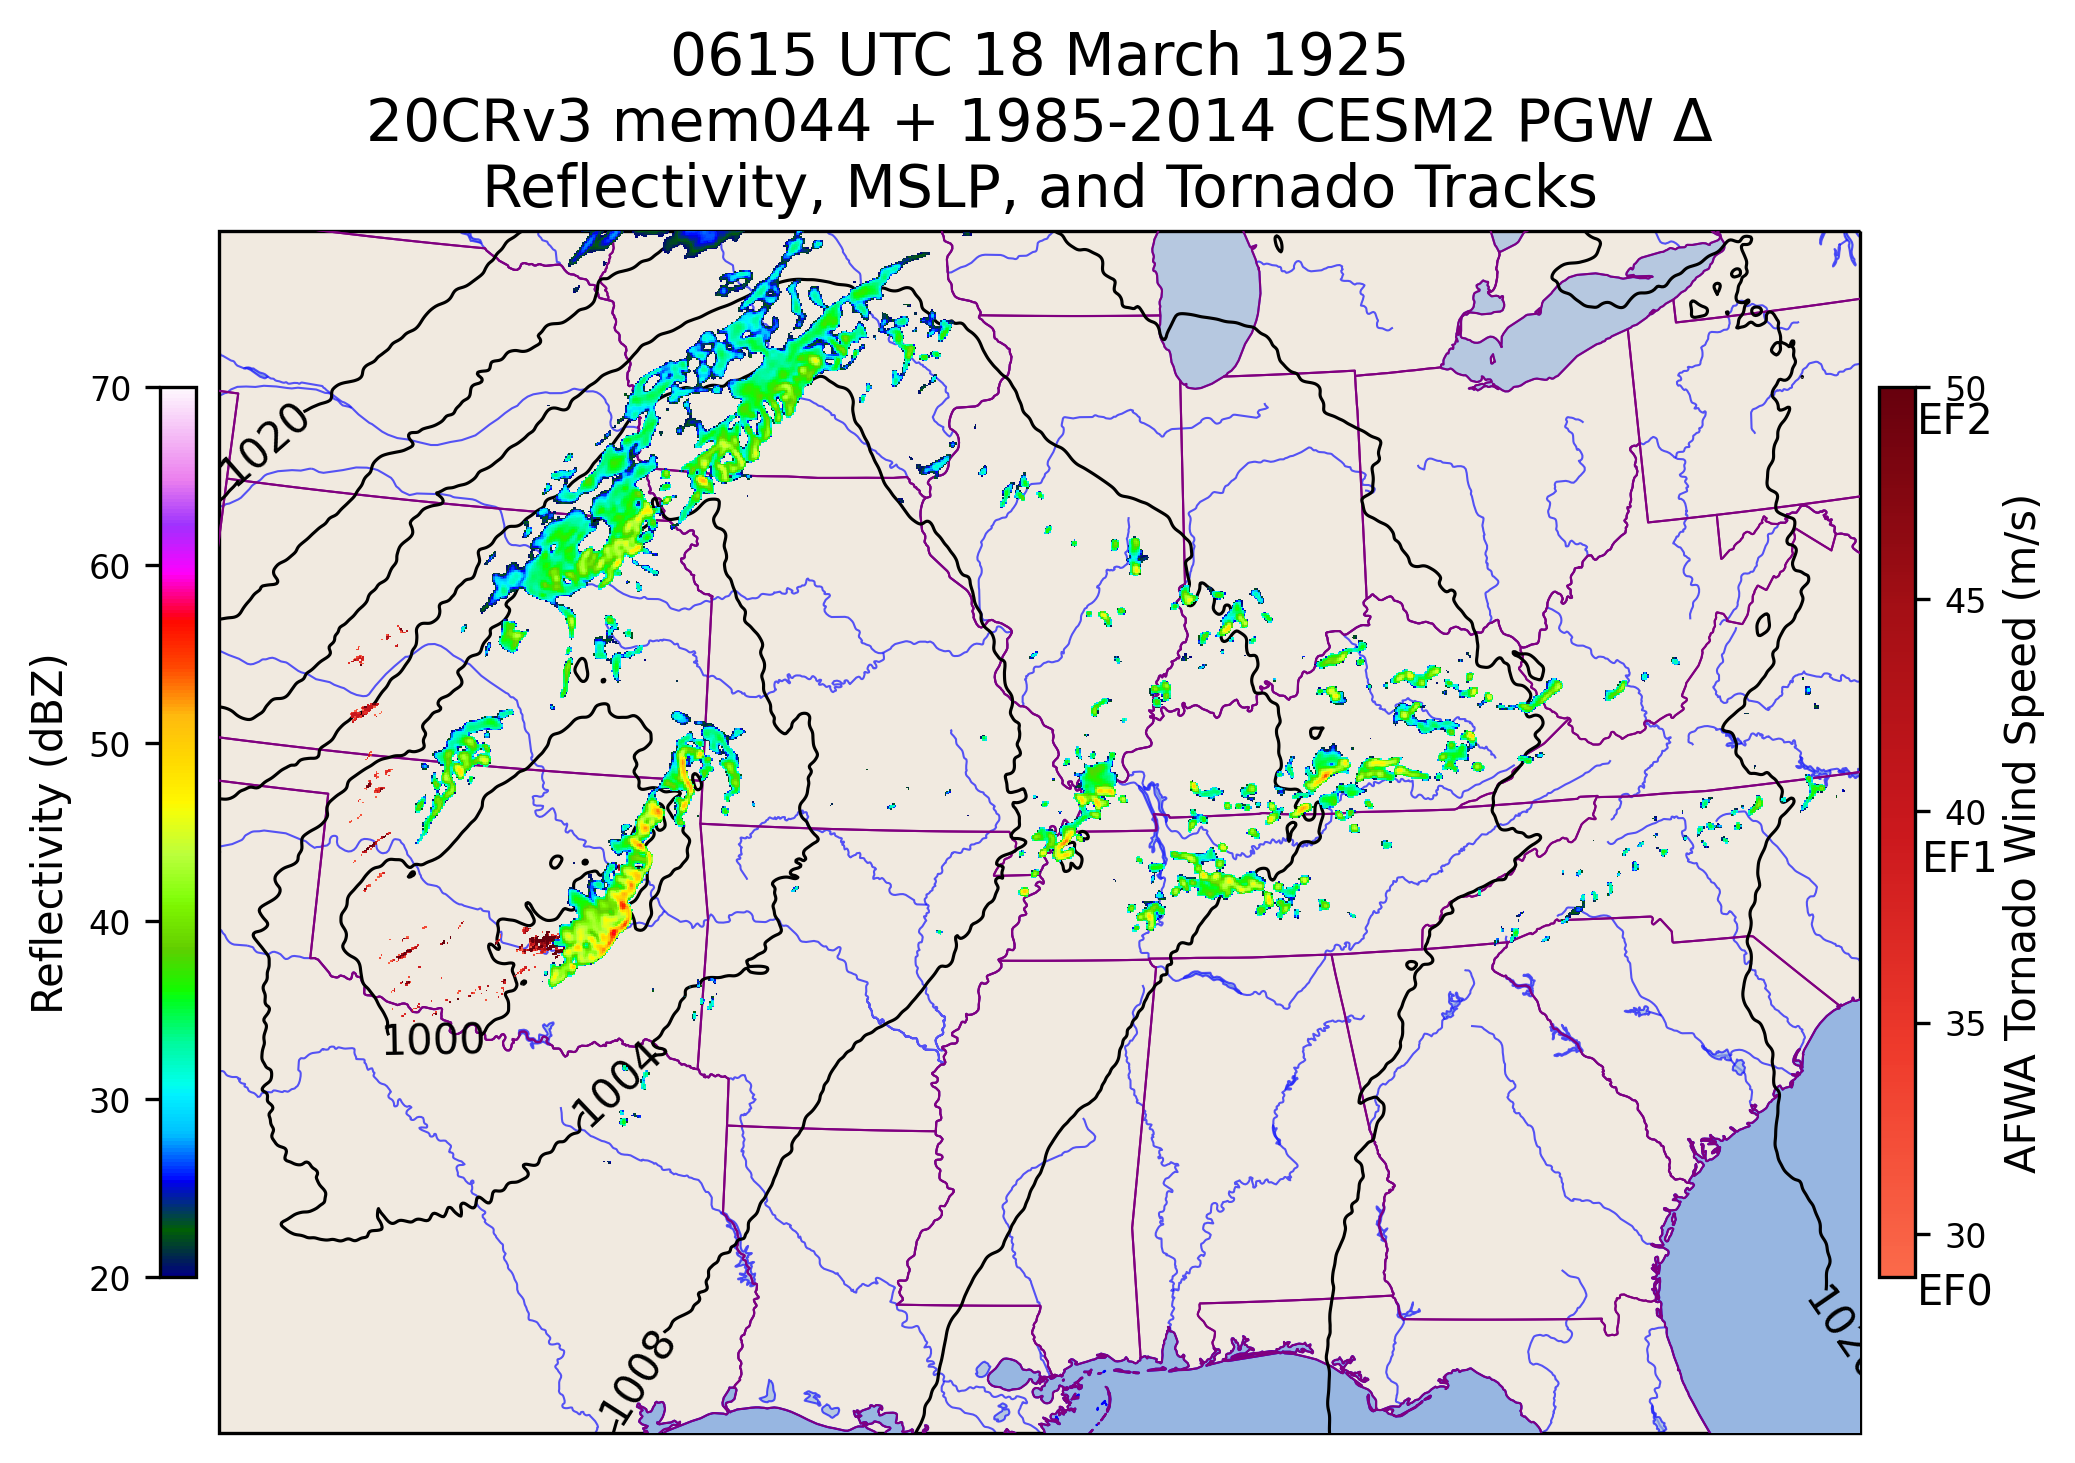 0615 UTC 18 March 1925
20CRv3 mem044 + 1985-2014 CESM2 PGW Δ
Reflectivity, MSLP, and Tornado Tracks
70
60
50
40
30
20
Reflectivity (dBZ)
1020
1000
1004
1008
50
EF2
45
40
EF1
35
30
EF0
AFWA Tornado Wind Speed (m/s)